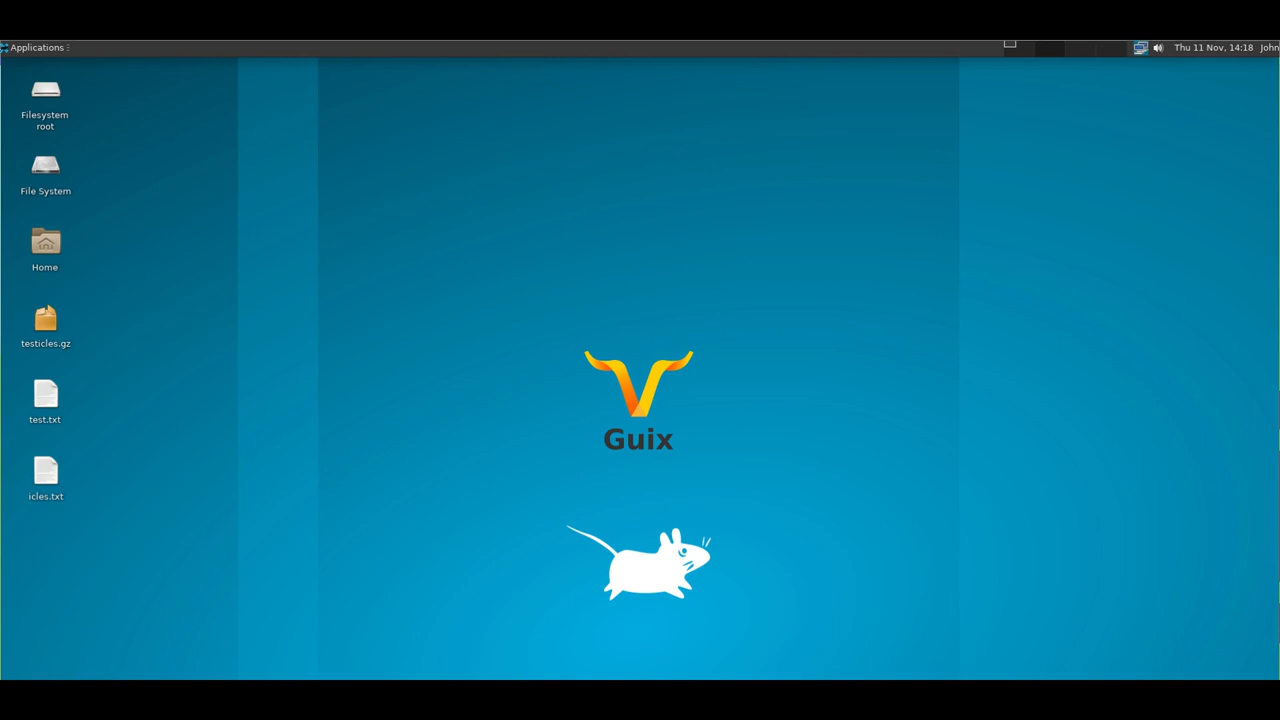 Applications
Thu 11 Nov, 14:18
John
Filesystem
root
File System
Home
testicles.gz
test.txt
icles.txt
Guix